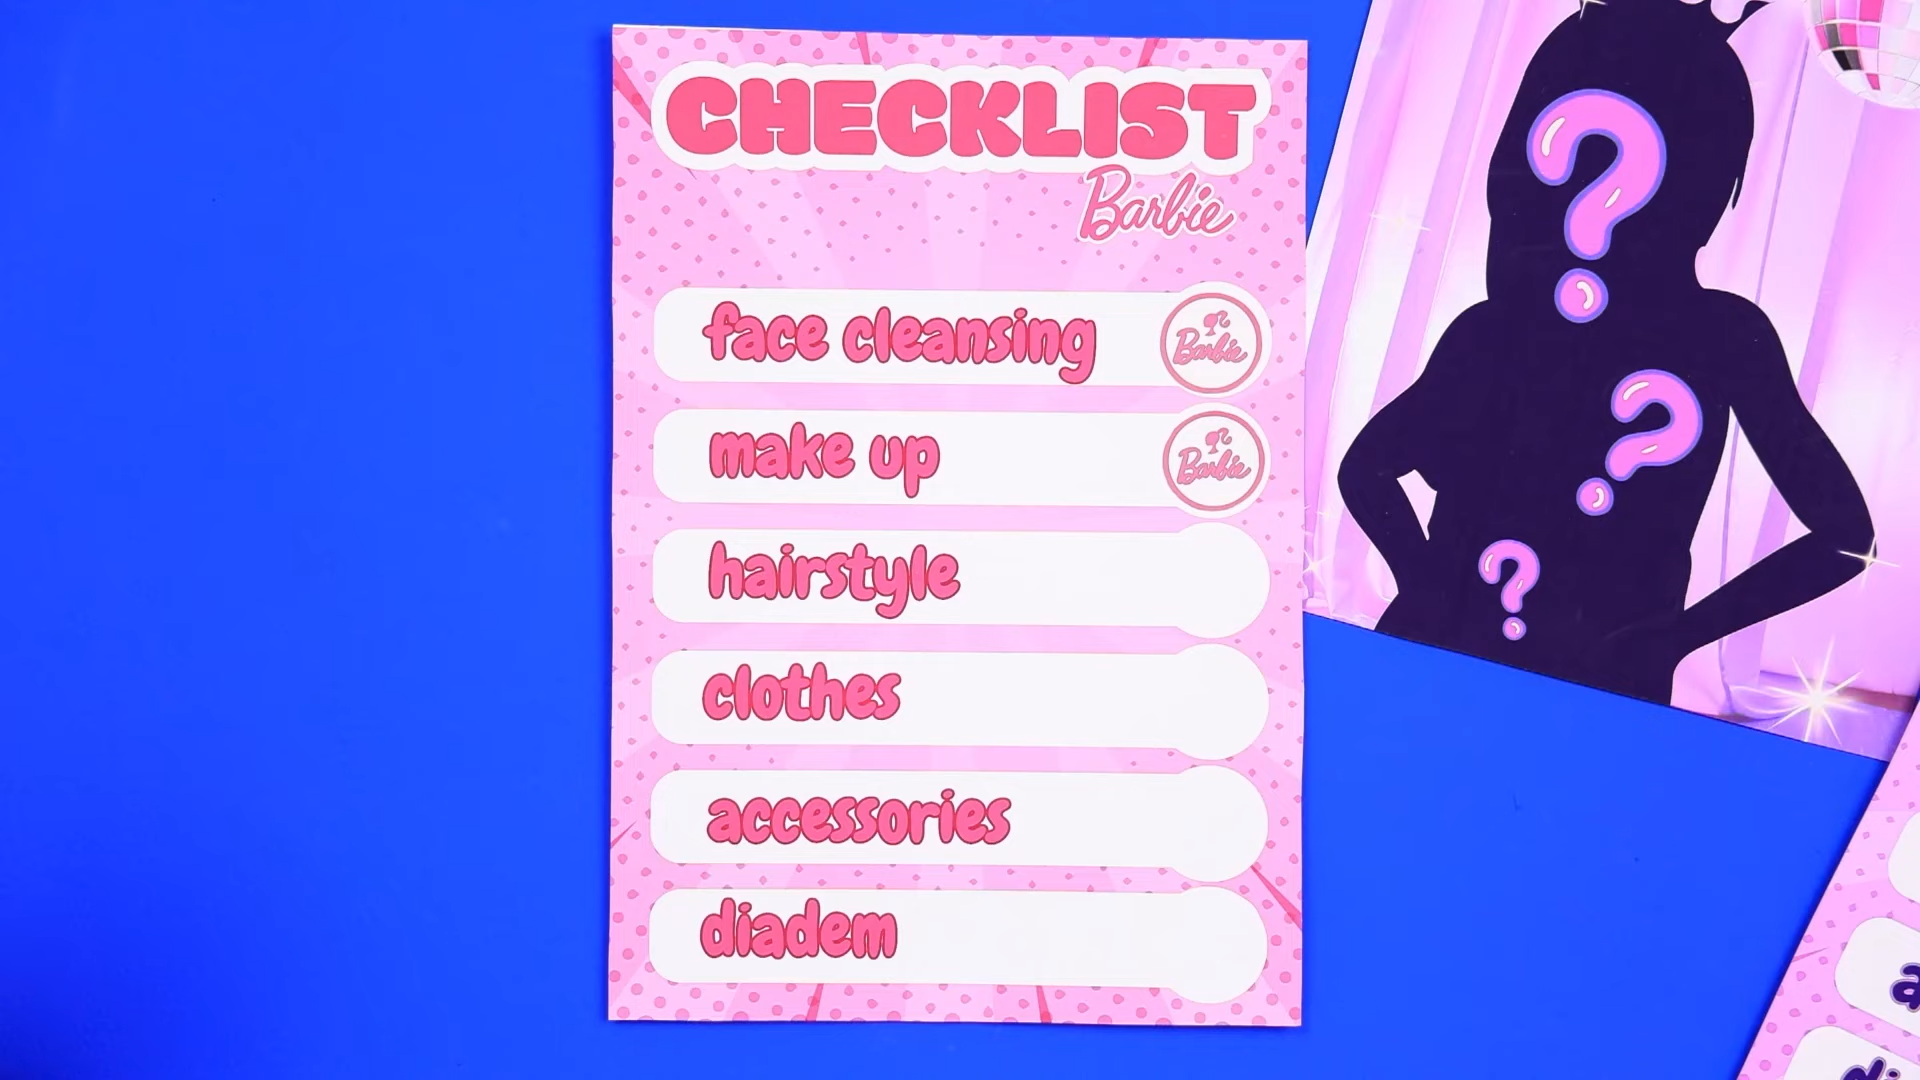 CHECKLIST
Barbie
face cleansing
Barbie
make up
Barbie
hairstyle
clothes
accessories
diadem
? 
?
?